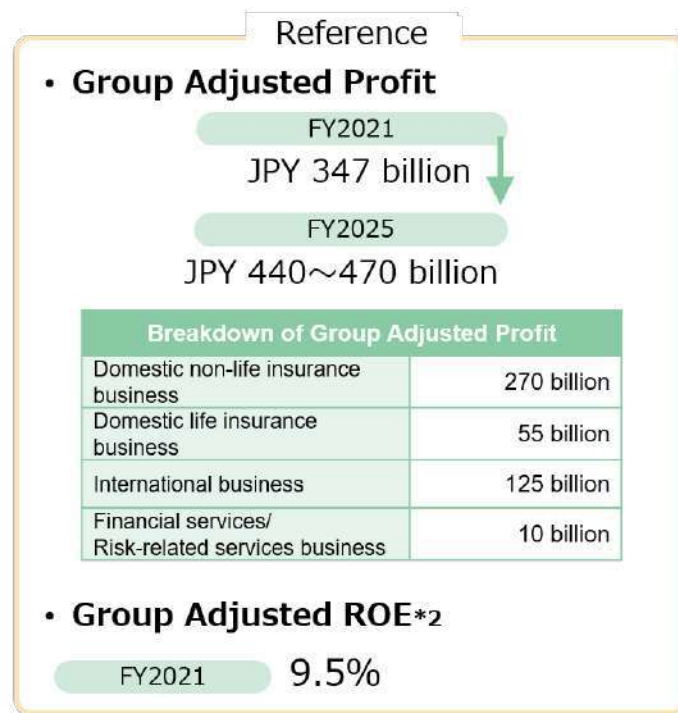 Reference
・Group Adjusted Profit
FY2021
JPY 347 billion
FY2025
JPY 440～470 billion
Breakdown of Group Adjusted Profit
Domestic non-life insurance
business
270 billion
Domestic life insurance
business
55 billion
International business
125 billion
Financial services/
Risk-related services business
10 billion
・Group Adjusted ROE*2
FY2021
9.5%